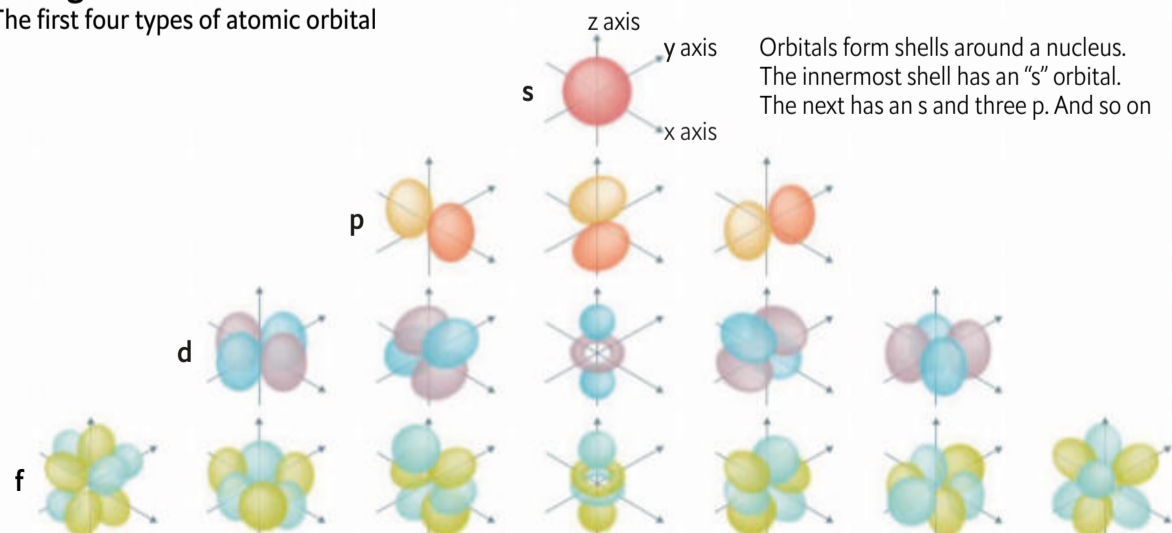 The first four types of atomic orbital
z axis
y axis
Orbitals form shells around a nucleus.
The innermost shell has an “s” orbital.
The next has an s and three p. And so on
s
x axis
p
d
f